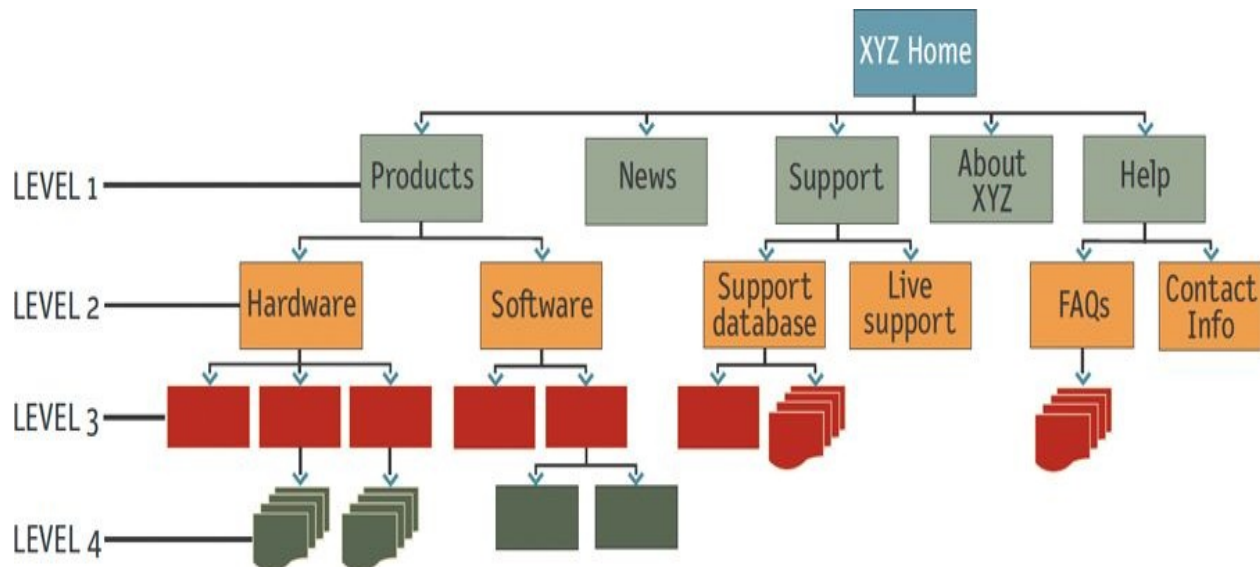 XYZ Home
LEVEL 1
Products
News
Support
About
XYZ
Help
LEVEL 2
Hardware
Software
Support
database
Live
support
FAQs
Contact
Info
LEVEL 3
LEVEL 4